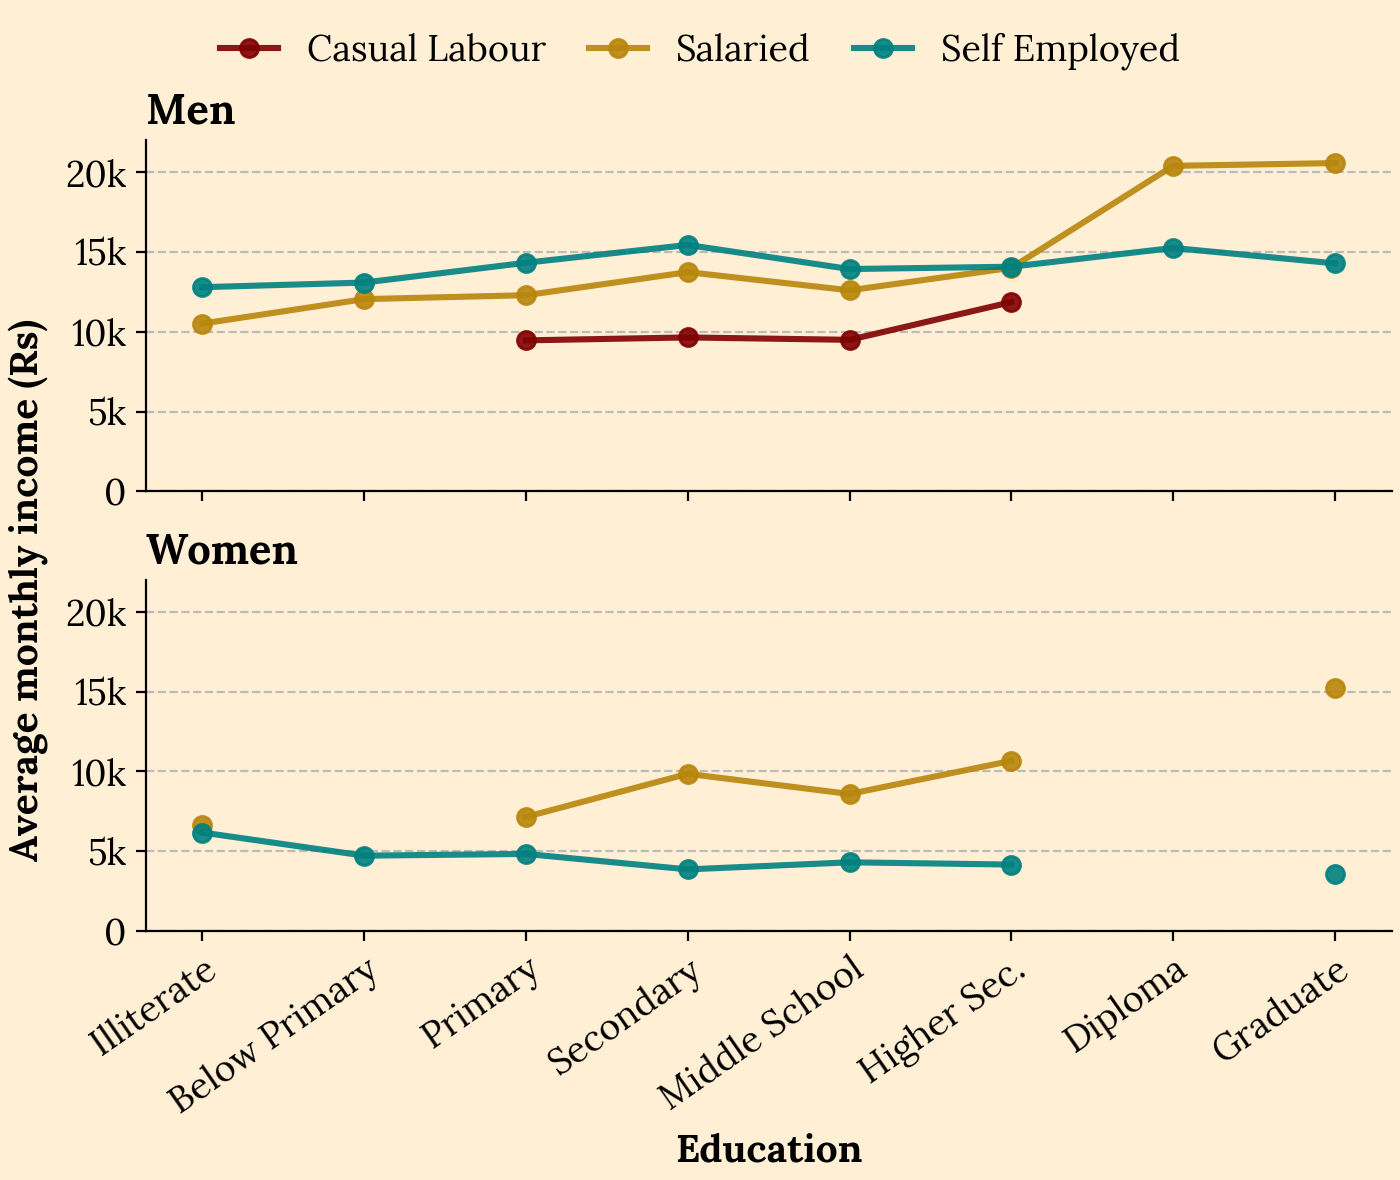 Casual Labour
Salaried
Self Employed
Men
20k
15k
10k
5k
0
Average monthly income (Rs)
Women
20k
15k
10k
5k
0
Illiterate
Below Primary
Primary
Secondary
Middle School
Higher Sec.
Diploma
Graduate
Education